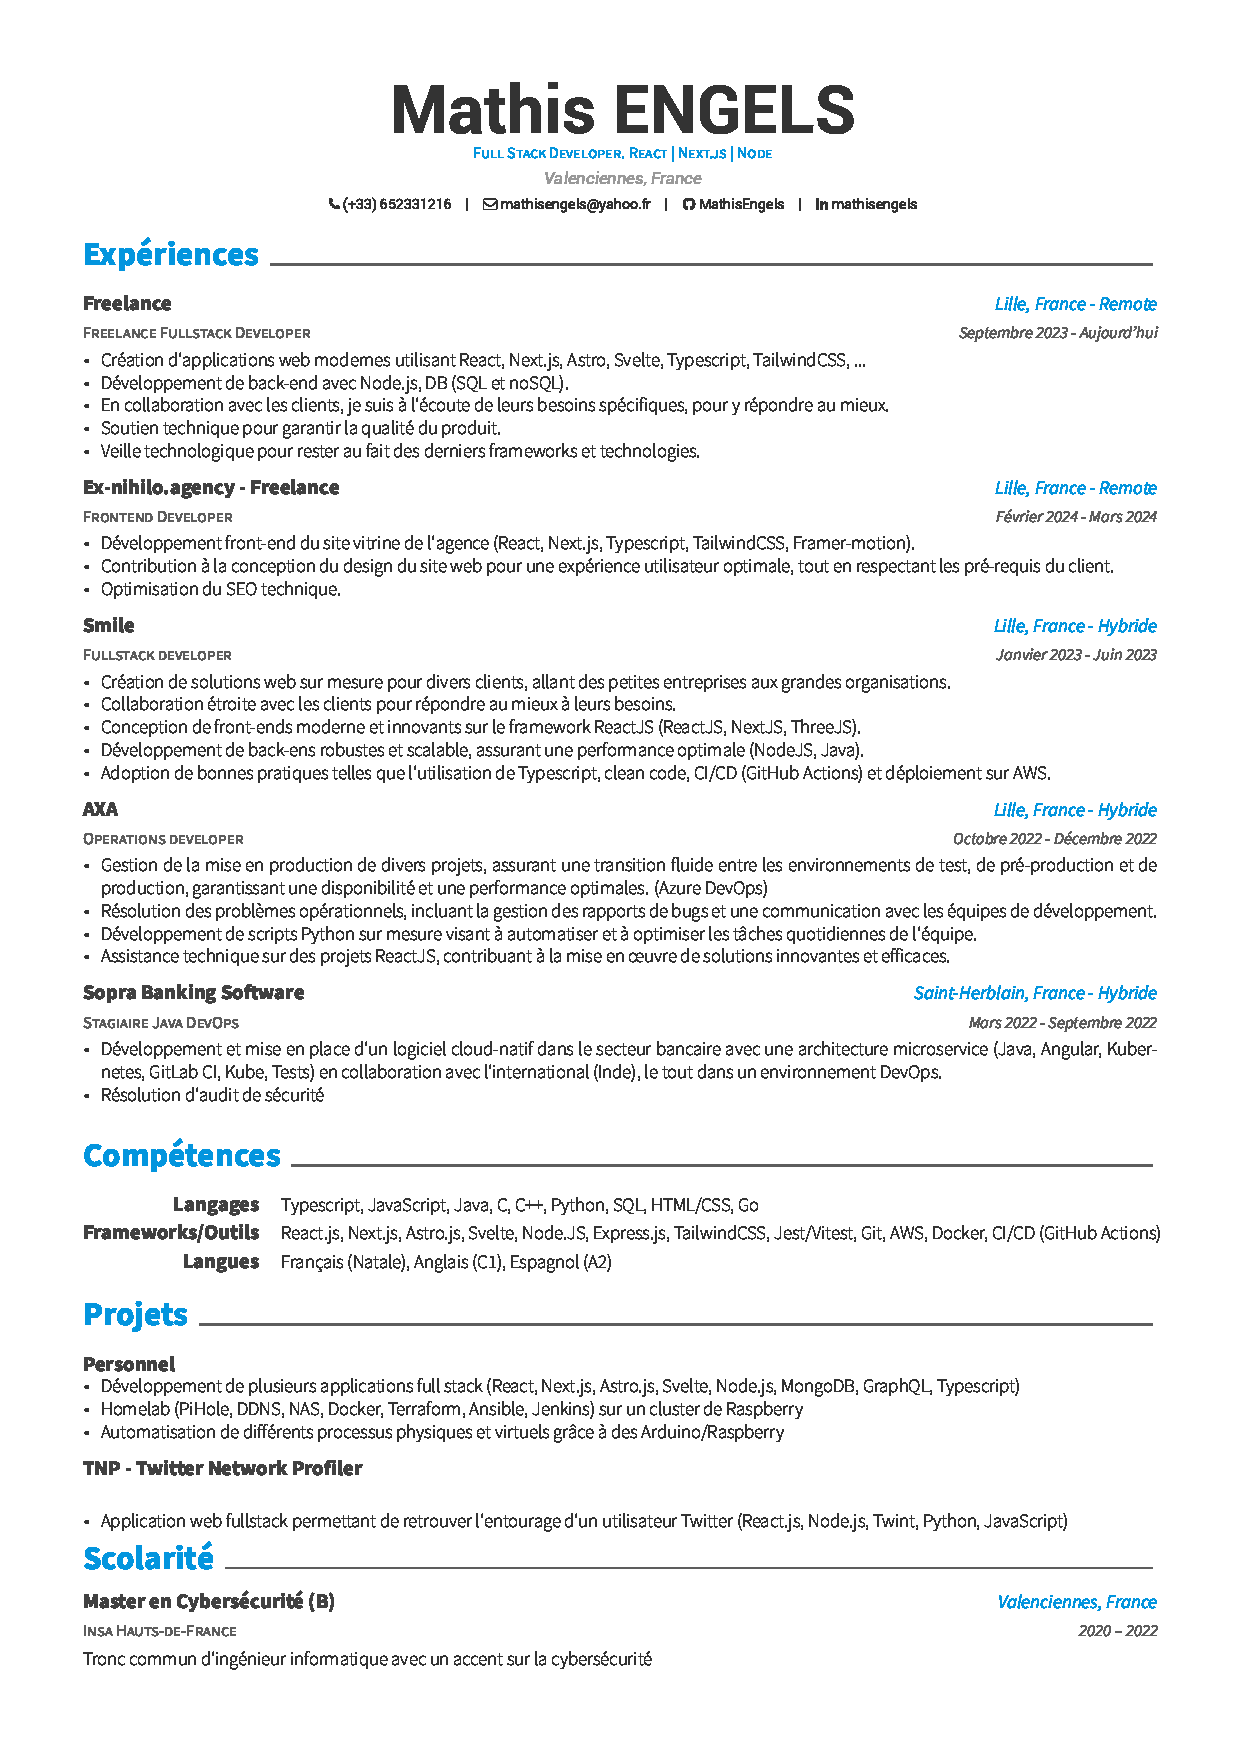 Mathis ENGELS
Full Stack Developer. React | Next.js | Node
Valenciennes, France
(+33) 652331216 | mathisengels@yahoo.fr | MathisEngels | mathisengels
Expériences
Freelance Lille, France - Remote
Freelance Fullstack Developer Septembre 2023 - Aujourd'hui
• Création d'applications web modernes utilisant React, Next.js, Astro, Svelte, Typescript, TailwindCSS, ...
• Développement de back-end avec Node.js, DB (SQL et noSQL).
• En collaboration avec les clients, je suis à l'écoute de leurs besoins spécifiques, pour y répondre au mieux.
• Soutien technique pour garantir la qualité du produit.
• Veille technologique pour rester au fait des derniers frameworks et technologies.
Ex-nihilo.agency - Freelance Lille, France - Remote
Frontend Developer Février 2024 - Mars 2024
• Développement front-end du site vitrine de l'agence (React, Next.js, Typescript, TailwindCSS, Framer-motion).
• Contribution à la conception du design du site web pour une expérience utilisateur optimale, tout en respectant les pré-requis du client.
• Optimisation du SEO technique.
Smile Lille, France - Hybride
Fullstack developer Janvier 2023 - Juin 2023
• Création de solutions web sur mesure pour divers clients, allant des petites entreprises aux grandes organisations.
• Collaboration étroite avec les clients pour répondre au mieux à leurs besoins.
• Conception de front-ends moderne et innovants sur le framework ReactJS (ReactJS, NextJS, ThreeJS).
• Développement de back-ens robustes et scalable, assurant une performance optimale (NodeJS, Java).
• Adoption de bonnes pratiques telles que l'utilisation de Typescript, clean code, CI/CD (GitHub Actions) et déploiement sur AWS.
AXA Lille, France - Hybride
Operations developer Octobre 2022 - Décembre 2022
• Gestion de la mise en production de divers projets, assurant une transition fluide entre les environnements de test, de pré-production et de
production, garantissant une disponibilité et une performance optimales. (Azure DevOps)
• Résolution des problèmes opérationnels, incluant la gestion des rapports de bugs et une communication avec les équipes de développement.
• Développement de scripts Python sur mesure visant à automatiser et à optimiser les tâches quotidiennes de l'équipe.
• Assistance technique sur des projets ReactJS, contribuant à la mise en œuvre de solutions innovantes et efficaces.
Sopra Banking Software Saint-Herblain, France - Hybride
Stagiaire Java DevOps Mars 2022 - Septembre 2022
• Développement et mise en place d'un logiciel cloud-natif dans le secteur bancaire avec une architecture microservice (Java, Angular, Kuber-
netes, GitLab CI, Kube, Tests) en collaboration avec l'international (Inde), le tout dans un environnement DevOps.
• Résolution d'audit de sécurité
Compétences
Langages Typescript, JavaScript, Java, C, C++, Python, SQL, HTML/CSS, Go
Frameworks/Outils React.js, Next.js, Astro.js, Svelte, Node.JS, Express.js, TailwindCSS, Jest/Vitest, Git, AWS, Docker, CI/CD (GitHub Actions)
Langues Français (Natale), Anglais (C1), Espagnol (A2)
Projets
Personnel
• Développement de plusieurs applications full stack (React, Next.js, Astro.js, Svelte, Node.js, MongoDB, GraphQL, Typescript)
• Homelab (PiHole, DDNS, NAS, Docker, Terraform, Ansible, Jenkins) sur un cluster de Raspberry
• Automatisation de différents processus physiques et virtuels grâce à des Arduino/Raspberry
TNP - Twitter Network Profiler
• Application web fullstack permettant de retrouver l'entourage d'un utilisateur Twitter (React.js, Node.js, Twint, Python, JavaScript)
Scolarité
Master en Cybersécurité (B) Valenciennes, France
Insa Hauts-de-France 2020 – 2022
Tronc commun d'ingénieur informatique avec un accent sur la cybersécurité